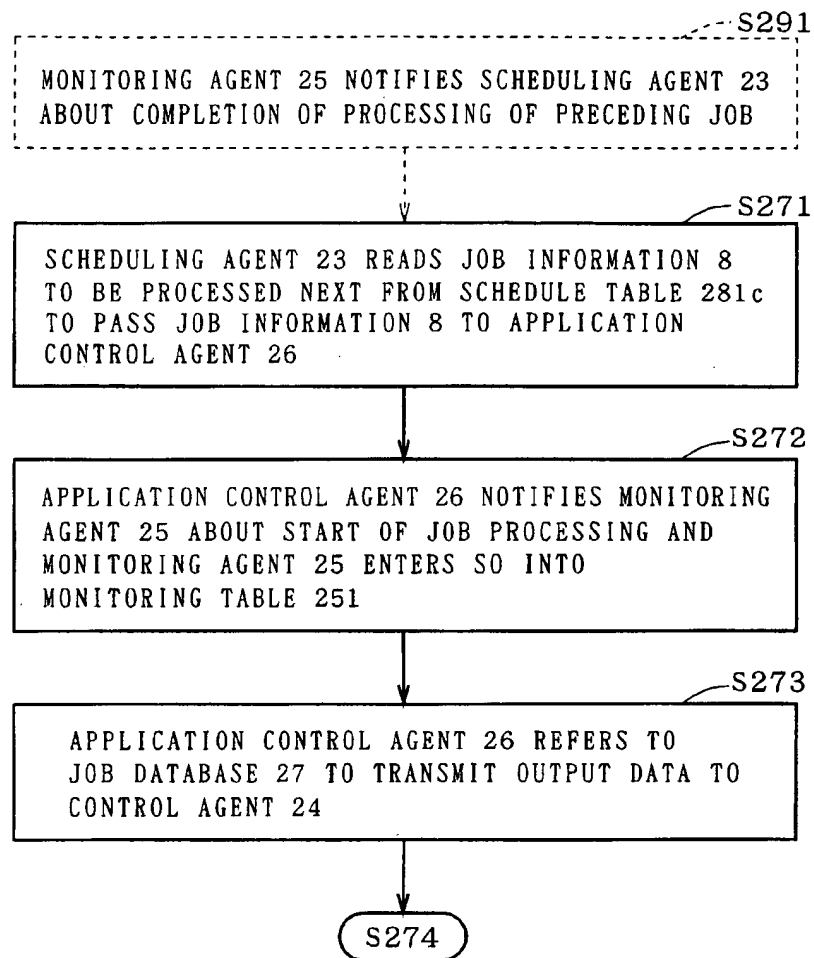 S291
MONITORING AGENT 25 NOTIFIES SCHEDULING AGENT 23
ABOUT COMPLETION OF PROCESSING OF PRECEDING JOB
S271
SCHEDULING AGENT 23 READS JOB INFORMATION 8
TO BE PROCESSED NEXT FROM SCHEDULE TABLE 281c
TO PASS JOB INFORMATION 8 TO APPLICATION
CONTROL AGENT 26
S272
APPLICATION CONTROL AGENT 26 NOTIFIES MONITORING
AGENT 25 ABOUT START OF JOB PROCESSING AND
MONITORING AGENT 25 ENTERS SO INTO
MONITORING TABLE 251
S273
APPLICATION CONTROL AGENT 26 REFERS TO
JOB DATABASE 27 TO TRANSMIT OUTPUT DATA TO
CONTROL AGENT 24
S274